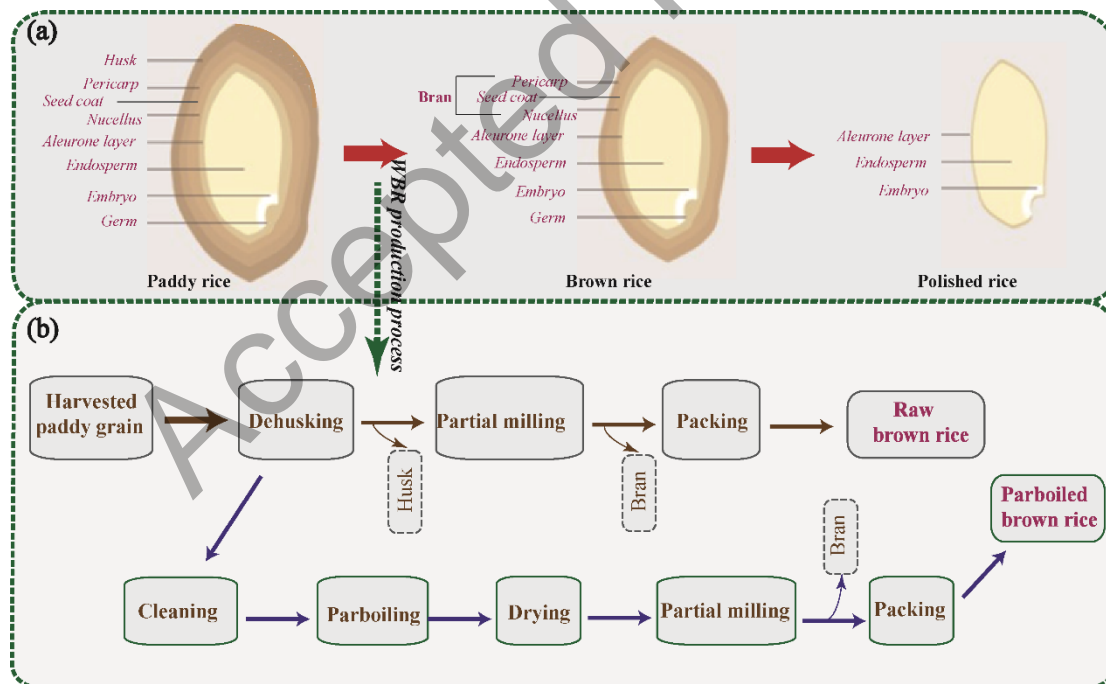 (a)
Husk
Pericarp
Seed coat
Nucellus
Aleurone layer
Endosperm
Embryo
Germ
Paddy rice
Bran
Pericarp
Seed coat
Nucellus
Aleurone layer
Endosperm
Embryo
Germ
Brown rice
Aleurone layer
Endosperm
Embryo
Polished rice
WBR production process
(b)
Harvested
paddy grain
Dehusking
Husk
Partial milling
Bran
Packing
Raw
brown rice
Cleaning
Parboiling
Drying
Partial milling
Bran
Packing
Parboiled
brown rice
Accepted